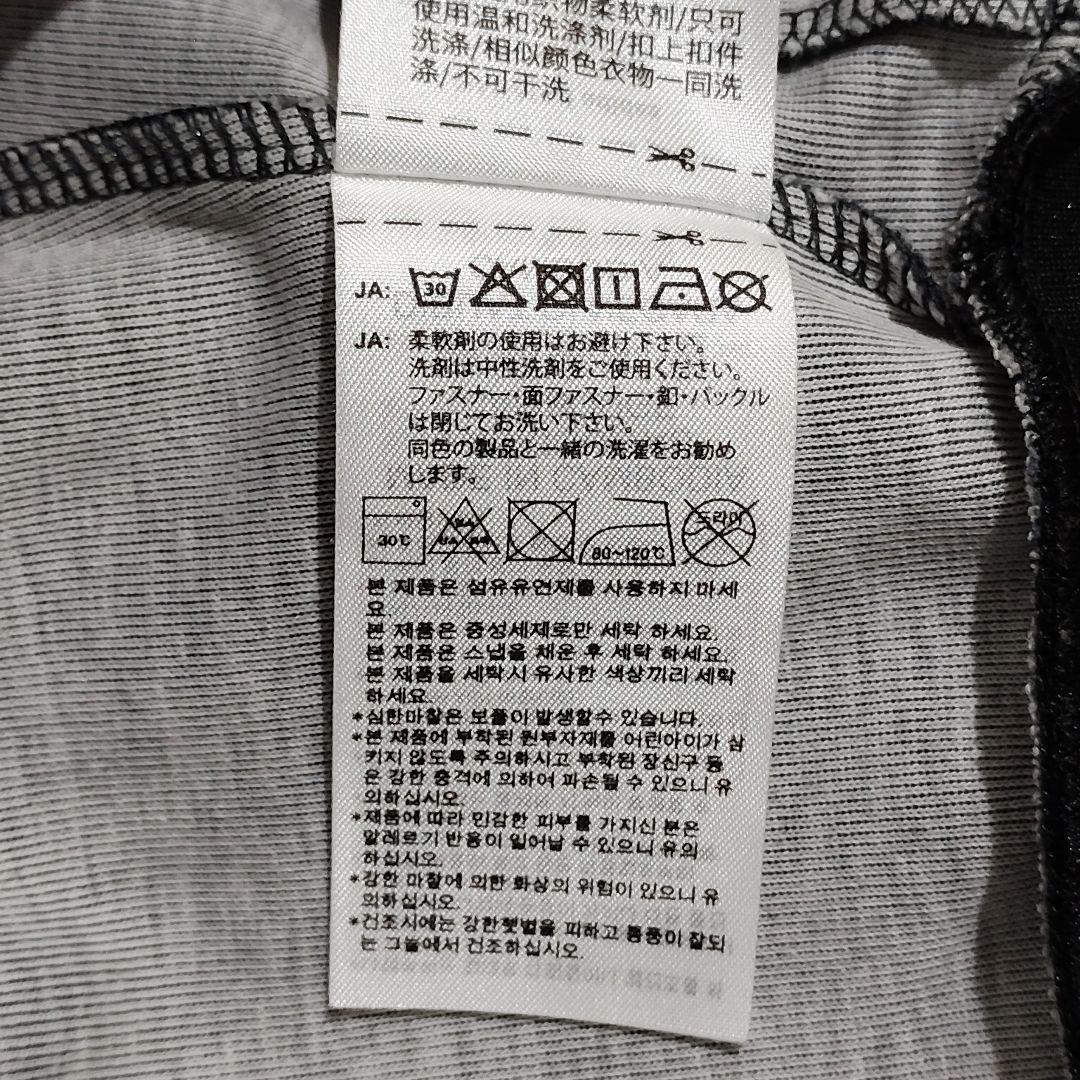 织物柔软剂/只可
使用温和洗涤剂/扣上扣件
洗涤/相似颜色衣物一同洗
涤/不可干洗
JA: 30
JA: 柔軟剤の使用はお避け下さい。
洗剤は中性洗剤をご使用ください。
ファスナー・面ファスナー・釦・バックル
は閉じてお洗い下さい。
同色の製品と一緒の洗濯をお勧め
します。
30℃ 80~120℃ 드라이
본 제품은 섬유유연제를 사용하지 마세
요.
본 제품은 중성세제로만 세탁 하세요.
본 제품은 스냅을 채운 후 세탁 하세요.
본 제품을 세탁시 유사한 색상끼리 세탁
하세요.
*심한마찰은 보풀이 발생할수 있습니다.
*본 제품에 부착된 원부자재를 어린아이가 삼
키지 않도록 주의하시고 부착된 장신구 등
은 강한 충격에 의하여 파손될 수 있으니 유
의하십시오.
*제품에 따라 민감한 피부를 가지신 분은
알레르기 반응이 일어날 수 있으니 유의
하십시오.
*강한 마찰에 의한 화상의 위험이 있으니 유
의하십시오.
*건조시에는 강한햇볕을 피하고 통풍이 잘되
는 그늘에서 건조하십시오.